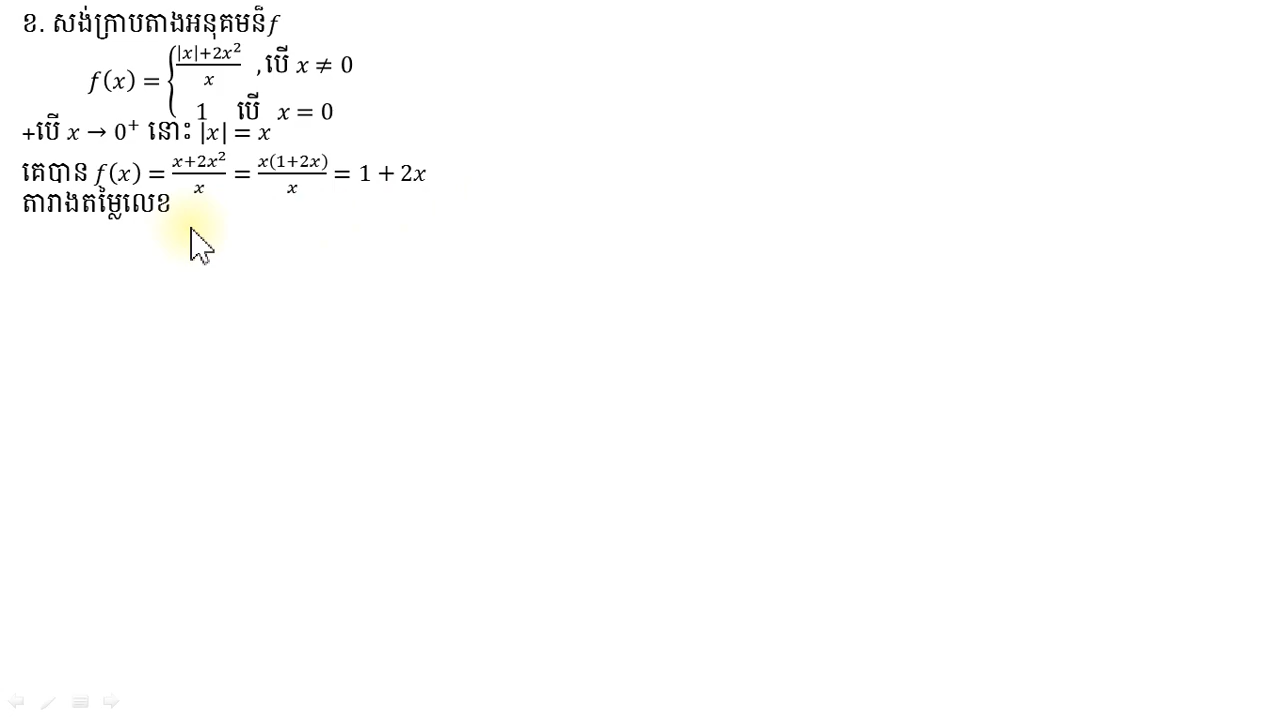 ខ. សង់ក្រាបតាងអនុគមន៍ f
f(x) = { (|x|+2x²)/x , បើ x ≠ 0
1 បើ x = 0
+បើ x → 0⁺ នោះ |x| = x
គេបាន f(x) = (x+2x²)/x = x(1+2x)/x = 1 + 2x
តារាងតម្លៃលេខ